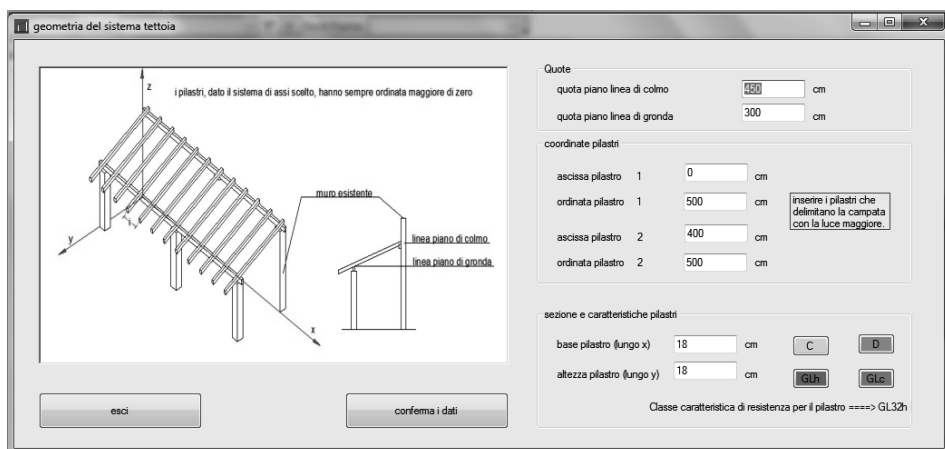 geometria del sistema tettoia
z
i pilastri, dato il sistema di assi scelto, hanno sempre ordinata maggiore di zero
muro esistente
y
i
linea piano di colmo
linea piano di gronda
x
esci
conferma i dati
Quote
quota piano linea di colmo 450 cm
quota piano linea di gronda 300 cm
coordinate pilastri
ascissa pilastro 1 0 cm
ordinata pilastro 1 500 cm
ascissa pilastro 2 400 cm
ordinata pilastro 2 500 cm
inserire i pilastri che
delimitano la campata
con la luce maggiore.
sezione e caratteristiche pilastri
base pilastro (lungo x) 18 cm C D
altezza pilastro (lungo y) 18 cm GLh GLc
Classe caratteristica di resistenza per il pilastro ====> GL32h